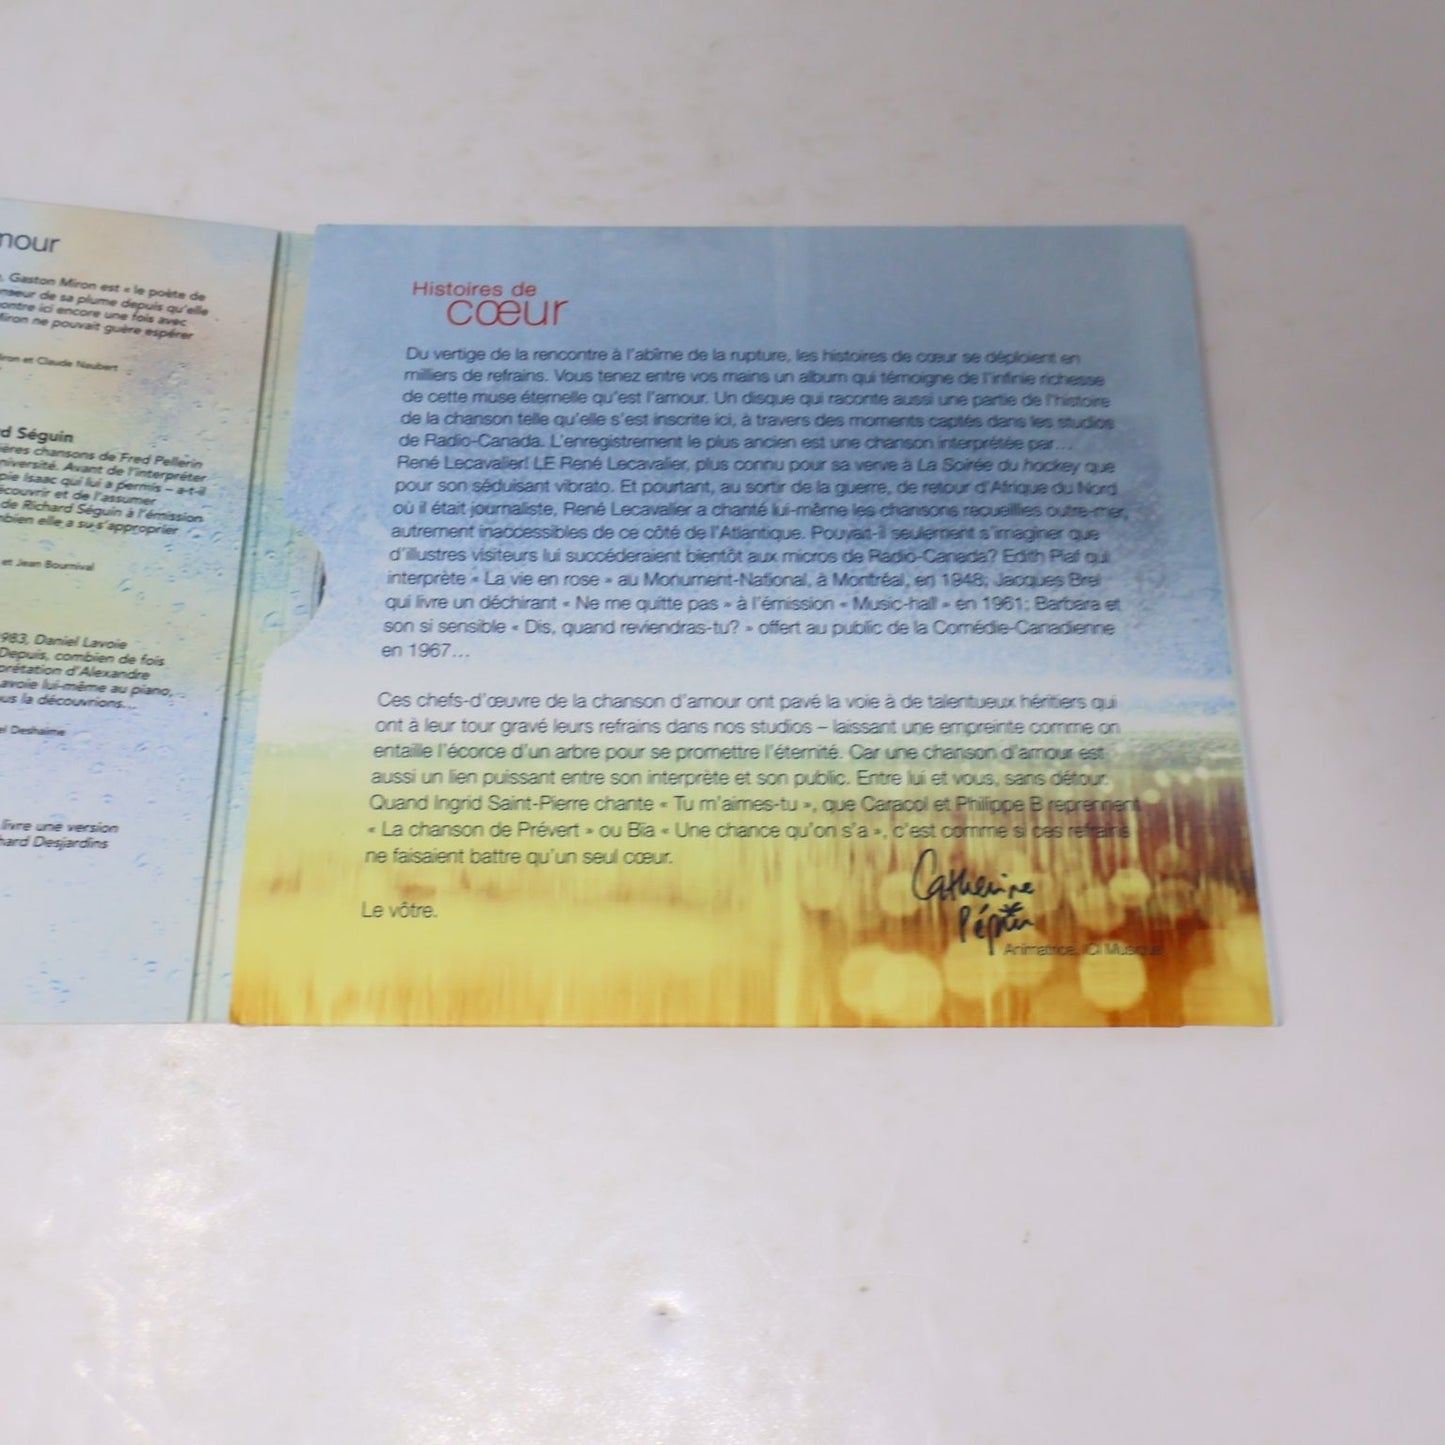 mour
Gaston Miron est « le poète de
de sa plume depuis qu'elle
ici encore une fois avec
Miron ne pouvait guère espérer
et Claude Naubert
d Séguin
chansons de Fred Pellerin
Avant de l'interpréter
Isaac qui lui a permis – a-t-il
et de l'assumer
de Richard Séguin à l'émission
bien elle a su s'approprier
et Jean Bournival
983, Daniel Lavoie
Depuis, combien de fois
prétation d'Alexandre
avoie lui-même au piano,
us la découvrions...
el Deshaime
livre une version
hard Desjardins
Histoires de
cœur
Du vertige de la rencontre à l'abîme de la rupture, les histoires de cœur se déploient en
milliers de refrains. Vous tenez entre vos mains un album qui témoigne de l'infinie richesse
de cette muse éternelle qu'est l'amour. Un disque qui raconte aussi une partie de l'histoire
de la chanson telle qu'elle s'est inscrite ici, à travers des moments captés dans les studios
de Radio-Canada. L'enregistrement le plus ancien est une chanson interprétée par...
René Lecavalier! LE René Lecavalier, plus connu pour sa verve à La Soirée du hockey que
pour son séduisant vibrato. Et pourtant, au sortir de la guerre, de retour d'Afrique du Nord
où il était journaliste, René Lecavalier a chanté lui-même les chansons recueillies outre-mer,
autrement inaccessibles de ce côté de l'Atlantique. Pouvait-il seulement s'imaginer que
d'illustres visiteurs lui succéderaient bientôt aux micros de Radio-Canada? Edith Piaf qui
interprète « La vie en rose » au Monument-National, à Montréal, en 1948; Jacques Brel
qui livre un déchirant « Ne me quitte pas » à l'émission « Music-hall » en 1961; Barbara et
son si sensible « Dis, quand reviendras-tu? » offert au public de la Comédie-Canadienne
en 1967...
Ces chefs-d'œuvre de la chanson d'amour ont pavé la voie à de talentueux héritiers qui
ont à leur tour gravé leurs refrains dans nos studios – laissant une empreinte comme on
entaille l'écorce d'un arbre pour se promettre l'éternité. Car une chanson d'amour est
aussi un lien puissant entre son interprète et son public. Entre lui et vous, sans détour.
Quand Ingrid Saint-Pierre chante « Tu m'aimes-tu », que Caracol et Philippe B reprennent
« La chanson de Prévert » ou Bïa « Une chance qu'on s'a », c'est comme si ces refrains
ne faisaient battre qu'un seul cœur.
Le vôtre.
Catherine
Pépin
Animatrice, ICI Musique